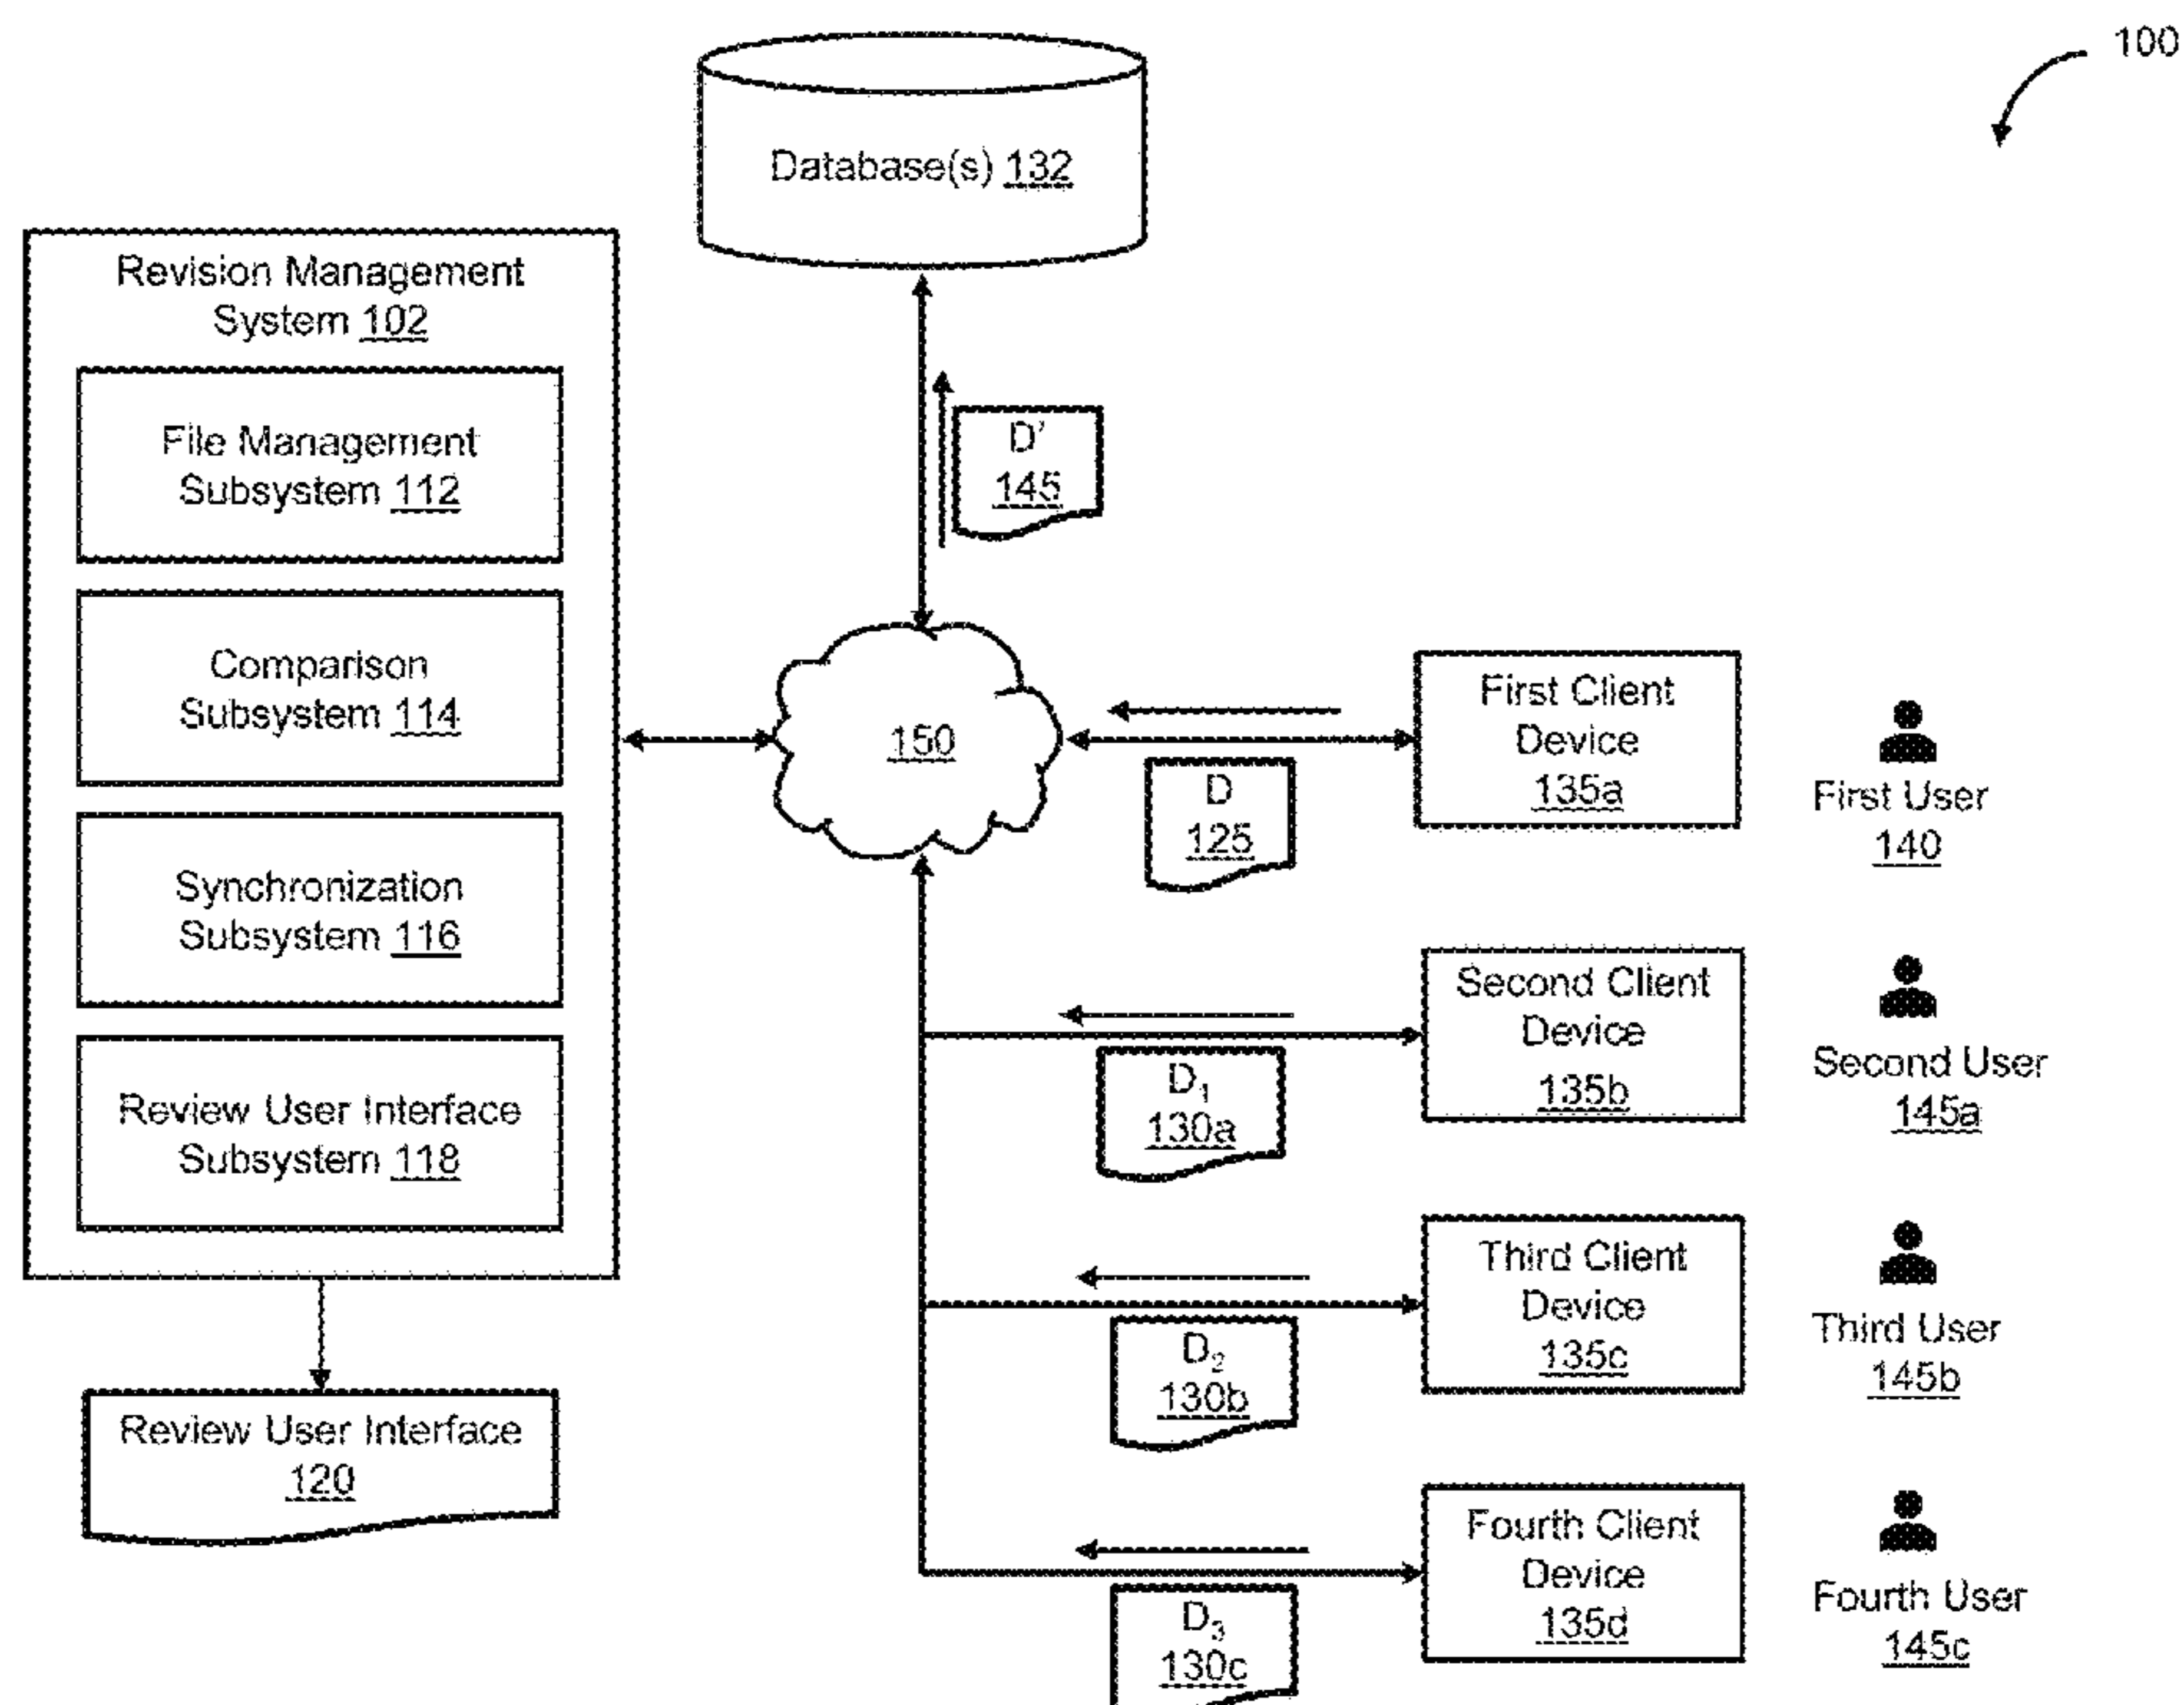 100
Database(s) 132
Revision Management
System 102
File Management
Subsystem 112
Comparison
Subsystem 114
Synchronization
Subsystem 116
Review User Interface
Subsystem 118
Review User Interface
120
D'
145
150
D
125
First Client
Device
135a
First User
140
D₁
130a
Second Client
Device
135b
Second User
145a
D₂
130b
Third Client
Device
135c
Third User
145b
D₃
130c
Fourth Client
Device
135d
Fourth User
145c